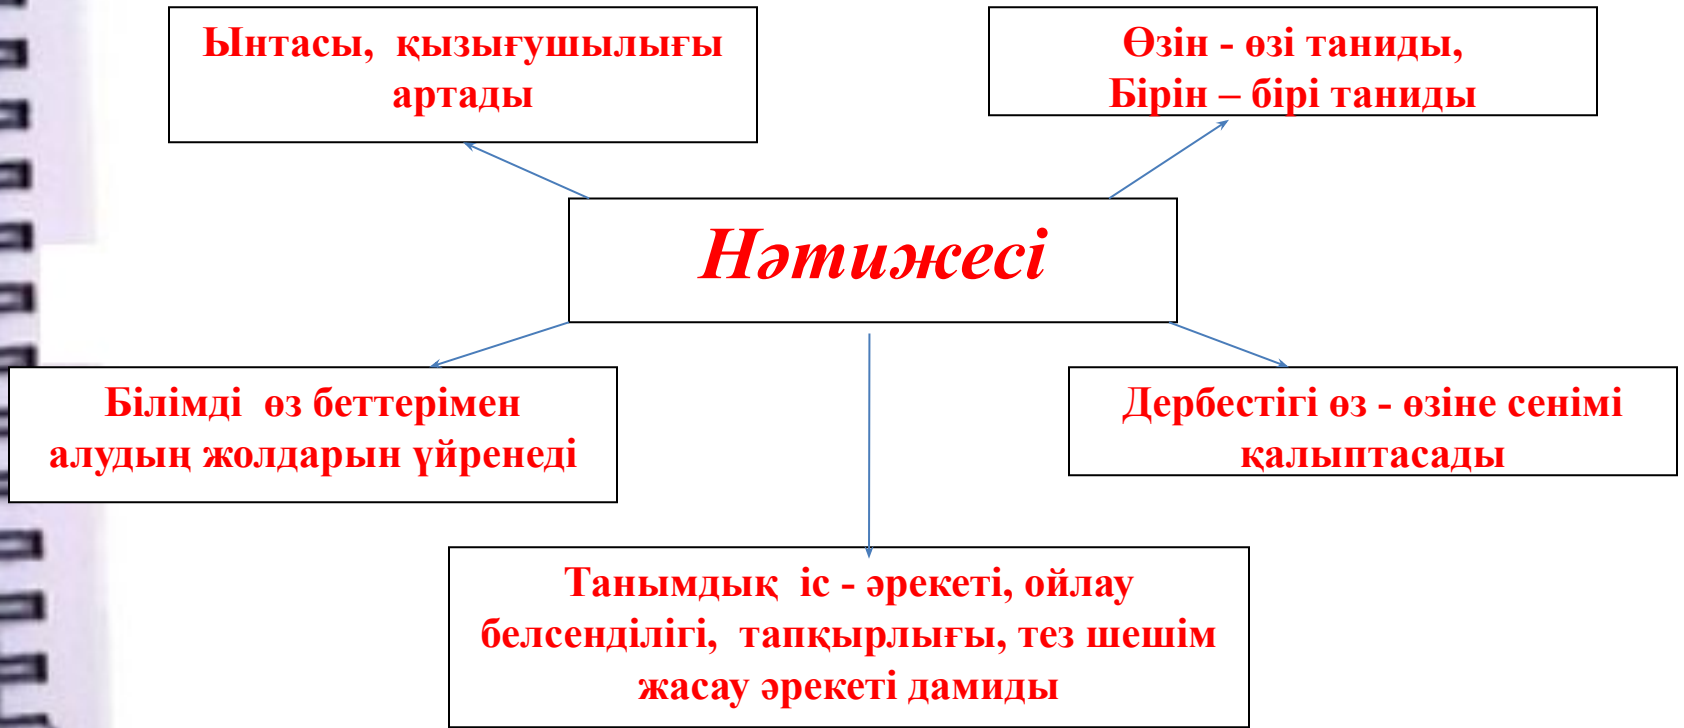 Ынтасы, қызығушылығы
артады
Өзін - өзі таниды,
Бірін – бірі таниды
Нәтижесі
Білімді өз беттерімен
алудың жолдарын үйренеді
Дербестігі өз - өзіне сенімі
қалыптасады
Танымдық іс - әрекеті, ойлау
белсенділігі, тапқырлығы, тез шешім
жасау әрекеті дамиды